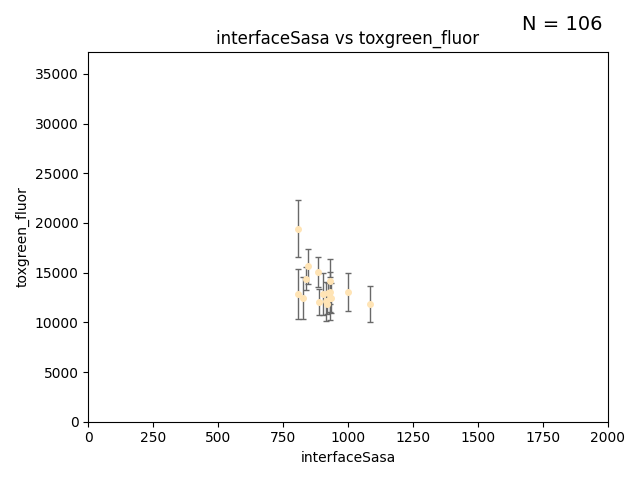 N = 106
interfaceSasa vs toxgreen_fluor
toxgreen_fluor
35000
30000
25000
20000
15000
10000
5000
0
0 250 500 750 1000 1250 1500 1750 2000
interfaceSasa